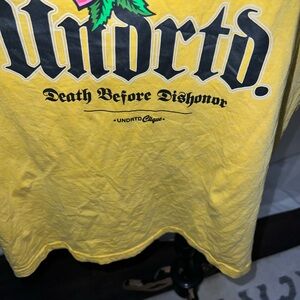 Undrtd.
Death Before Dishonor
•UNDRTD Clique•